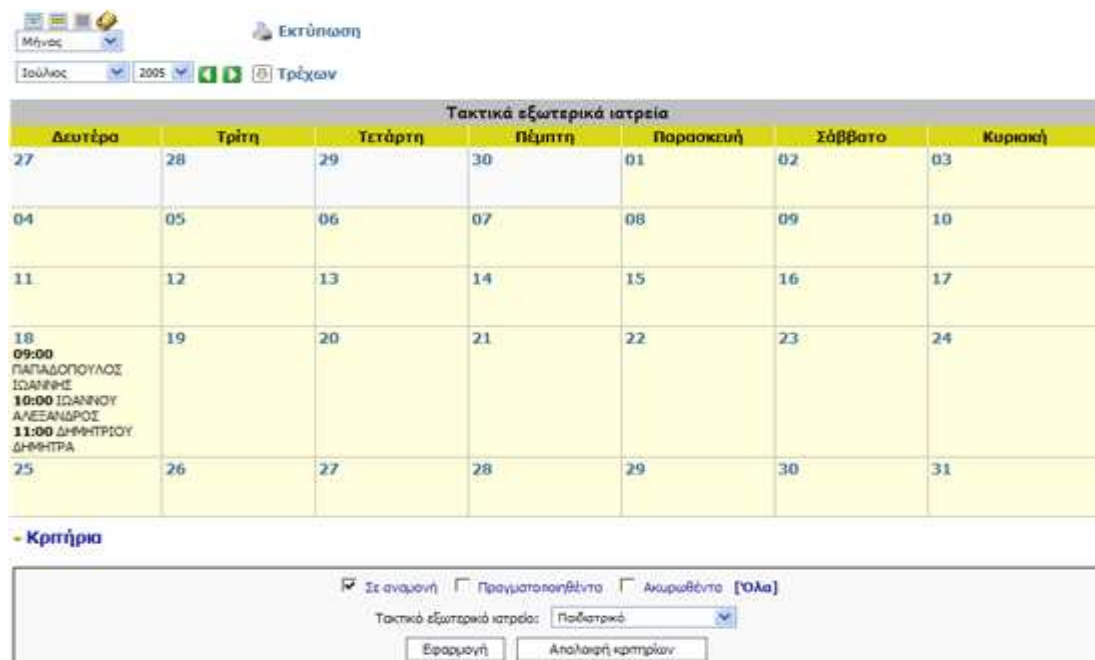 Μήνας
Εκτύπωση
Ιούλιος 2005 Τρέχων
Τακτικά εξωτερικά ιατρεία
Δευτέρα Τρίτη Τετάρτη Πέμπτη Παρασκευή Σάββατο Κυριακή
27 28 29 30 01 02 03
04 05 06 07 08 09 10
11 12 13 14 15 16 17
18 19 20 21 22 23 24
09:00
ΠΑΠΑΔΟΠΟΥΛΟΣ
ΙΩΑΝΝΗΣ
10:00 ΙΩΑΝΝΟΥ
ΑΛΕΞΑΝΔΡΟΣ
11:00 ΔΗΜΗΤΡΙΟΥ
ΔΗΜΗΤΡΑ
25 26 27 28 29 30 31
- Κριτήρια
Σε αναμονή Πραγματοποιηθέντα Ακυρωθέντα [Όλα]
Τακτικό εξωτερικό ιατρείο: Παιδιατρικό
Εφαρμογή Απαλοιφή κριτηρίων